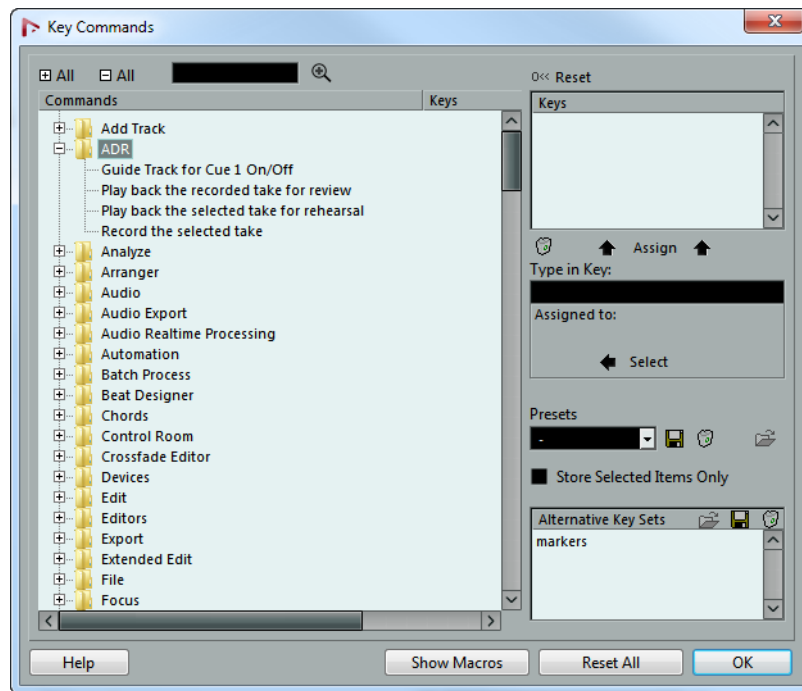 Key Commands
All All
Commands Keys
Add Track
ADR
Guide Track for Cue 1 On/Off
Play back the recorded take for review
Play back the selected take for rehearsal
Record the selected take
Analyze
Arranger
Audio
Audio Export
Audio Realtime Processing
Automation
Batch Process
Beat Designer
Chords
Control Room
Crossfade Editor
Devices
Edit
Editors
Export
Extended Edit
File
Focus
0<< Reset
Keys
Assign
Type in Key:
Assigned to:
Select
Presets
-
Store Selected Items Only
Alternative Key Sets
markers
Help Show Macros Reset All OK